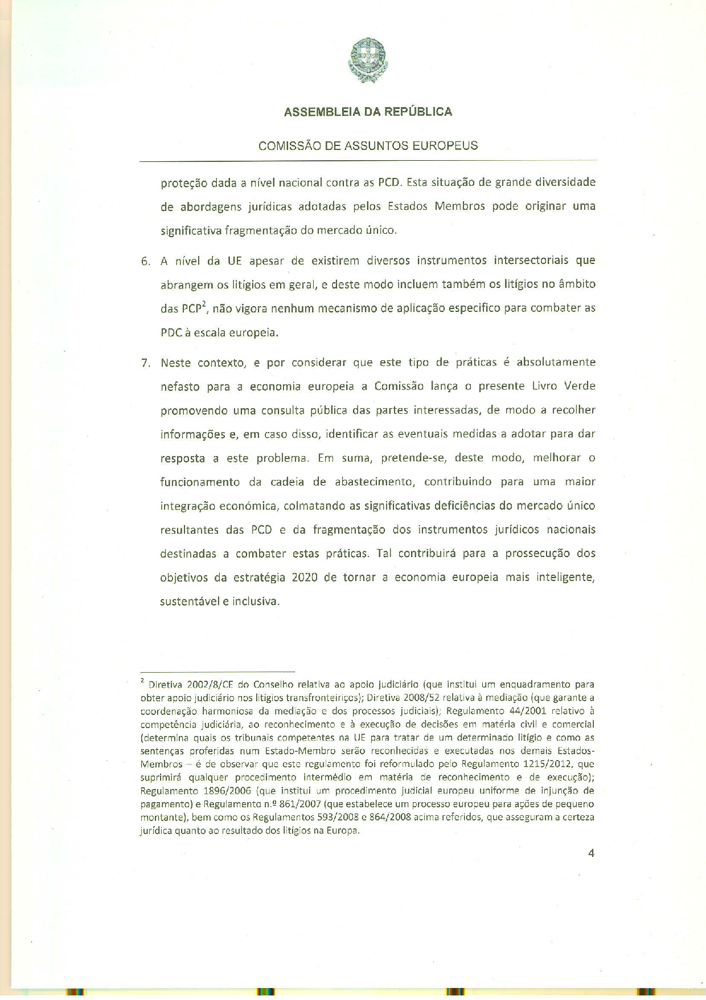 ASSEMBLEIA DA REPÚBLICA
COMISSÃO DE ASSUNTOS EUROPEUS
proteção dada a nível nacional contra as PCD. Esta situação de grande diversidade
de abordagens jurídicas adotadas pelos Estados Membros pode originar uma
significativa fragmentação do mercado único.
6. A nível da UE apesar de existirem diversos instrumentos intersectoriais que
abrangem os litígios em geral, e deste modo incluem também os litígios no âmbito
das PCP², não vigora nenhum mecanismo de aplicação especifico para combater as
PDC à escala europeia.
7. Neste contexto, e por considerar que este tipo de práticas é absolutamente
nefasto para a economia europeia a Comissão lança o presente Livro Verde
promovendo uma consulta pública das partes interessadas, de modo a recolher
informações e, em caso disso, identificar as eventuais medidas a adotar para dar
resposta a este problema. Em suma, pretende-se, deste modo, melhorar o
funcionamento da cadeia de abastecimento, contribuindo para uma maior
integração económica, colmatando as significativas deficiências do mercado único
resultantes das PCD e da fragmentação dos instrumentos jurídicos nacionais
destinadas a combater estas práticas. Tal contribuirá para a prossecução dos
objetivos da estratégia 2020 de tornar a economia europeia mais inteligente,
sustentável e inclusiva.
² Diretiva 2002/8/CE do Conselho relativa ao apoio judiciário (que institui um enquadramento para
obter apoio judiciário nos litígios transfronteiriços); Diretiva 2008/52 relativa à mediação (que garante a
coordenação harmoniosa da mediação e dos processos judiciais); Regulamento 44/2001 relativo à
competência judiciária, ao reconhecimento e à execução de decisões em matéria civil e comercial
(determina quais os tribunais competentes na UE para tratar de um determinado litígio e como as
sentenças proferidas num Estado-Membro serão reconhecidas e executadas nos demais Estados-
Membros – é de observar que este regulamento foi reformulado pelo Regulamento 1215/2012, que
suprimirá qualquer procedimento intermédio em matéria de reconhecimento e de execução);
Regulamento 1896/2006 (que institui um procedimento judicial europeu uniforme de injunção de
pagamento) e Regulamento n.º 861/2007 (que estabelece um processo europeu para ações de pequeno
montante), bem como os Regulamentos 593/2008 e 864/2008 acima referidos, que asseguram a certeza
jurídica quanto ao resultado dos litígios na Europa.
4